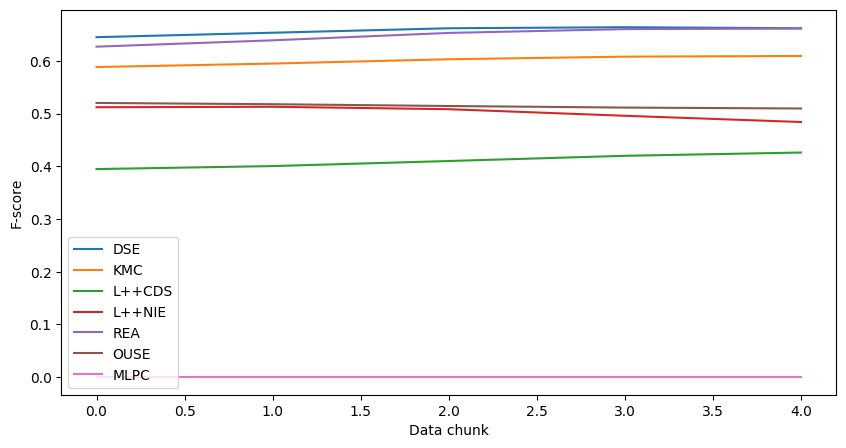 F-score
0.6
0.5
0.4
0.3
0.2
0.1
0.0
DSE
KMC
L++CDS
L++NIE
REA
OUSE
MLPC
0.0 0.5 1.0 1.5 2.0 2.5 3.0 3.5 4.0
Data chunk